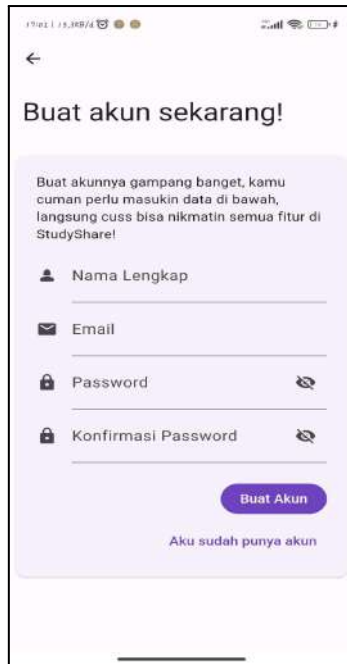 Buat akun sekarang!
Buat akunnya gampang banget, kamu
cuman perlu masukin data di bawah,
langsung cuss bisa nikmatin semua fitur di
StudyShare!
Nama Lengkap
Email
Password
Konfirmasi Password
Buat Akun
Aku sudah punya akun